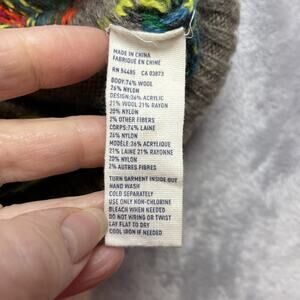 MADE IN CHINA
FABRIQUÉ EN CHINE
RN 54485 CA 03873
BODY:74% WOOL
26% NYLON
DESIGN:36% ACRYLIC
21% WOOL 21% RAYON
20% NYLON
2% OTHER FIBERS
CORPS:74% LAINE
26% NYLON
MODÈLE:36% ACRYLIQUE
21% LAINE 21% RAYONNE
20% NYLON
2% AUTRES FIBRES
TURN GARMENT INSIDE OUT
HAND WASH
COLD SEPARATELY
USE ONLY NON-CHLORINE
BLEACH WHEN NEEDED
DO NOT WRING OR TWIST
LAY FLAT TO DRY
COOL IRON IF NEEDED